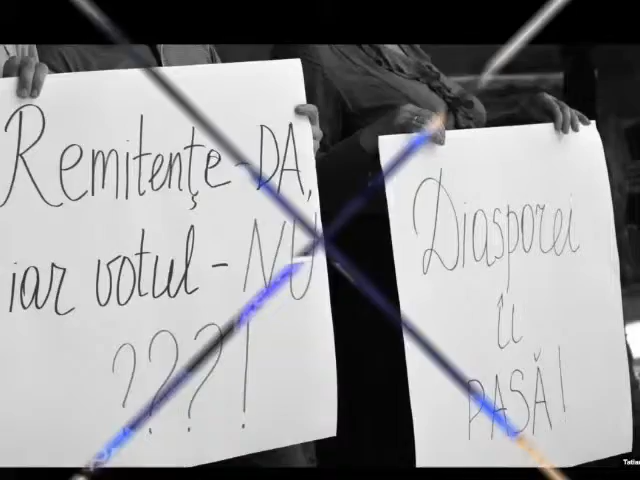 Remitențe-DA,
iar votul - NU
???!
Diasporei
îi
PASĂ!